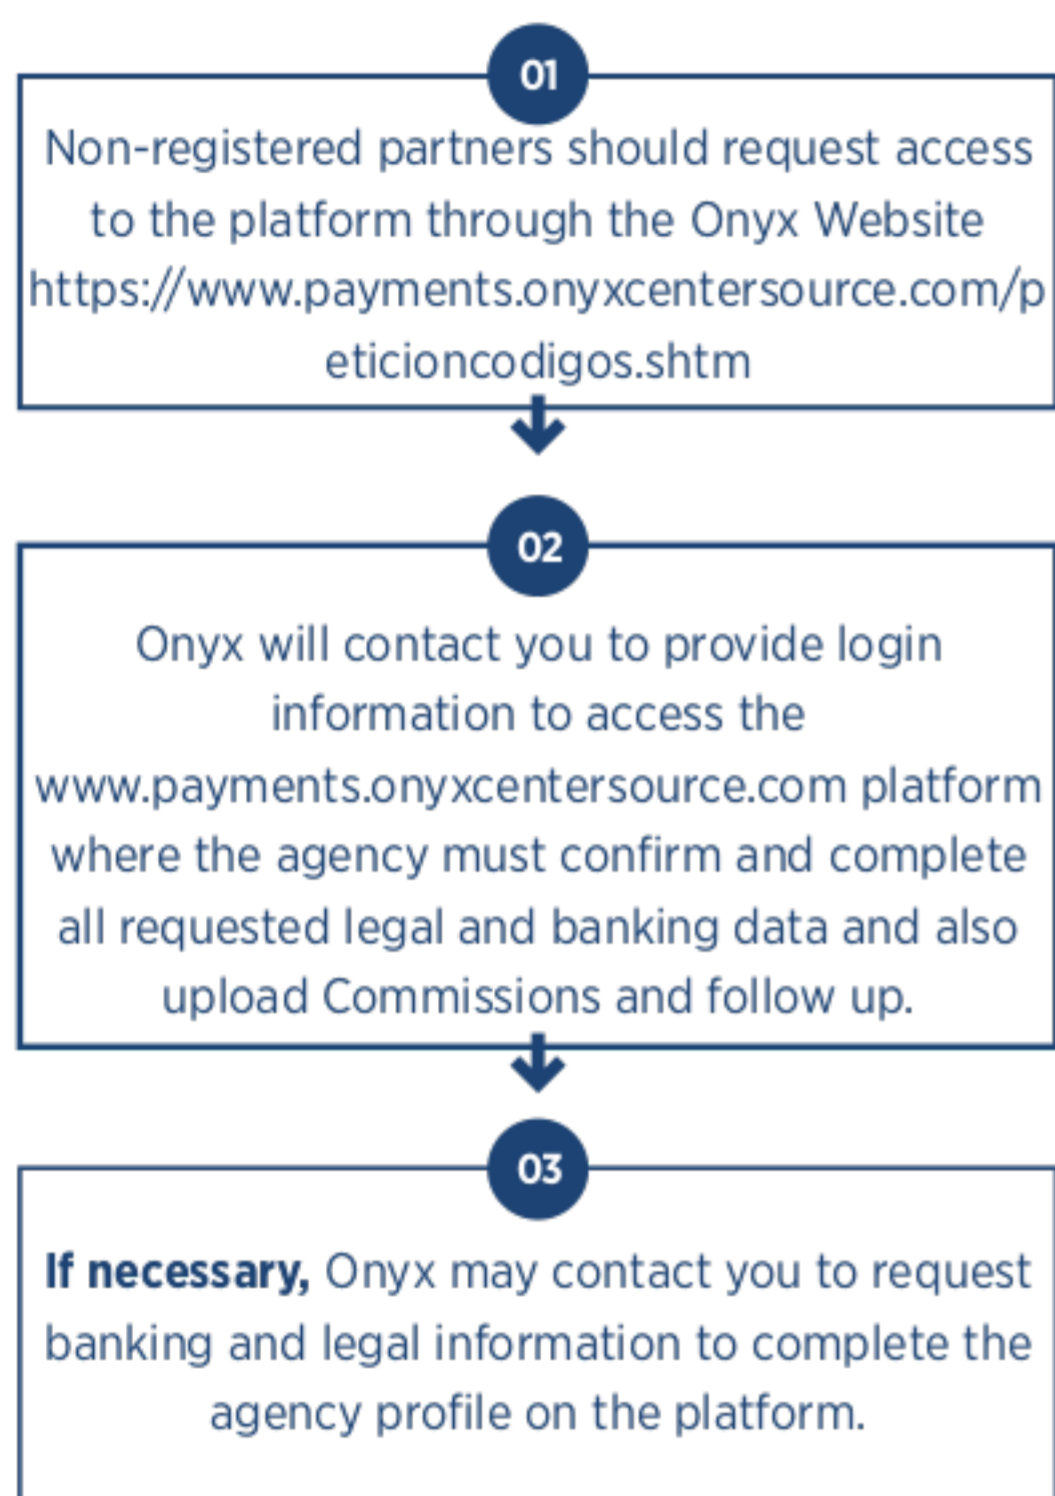 01
Non-registered partners should request access
to the platform through the Onyx Website
https://www.payments.onyxcentersource.com/p
eticioncodigos.shtm
02
Onyx will contact you to provide login
information to access the
www.payments.onyxcentersource.com platform
where the agency must confirm and complete
all requested legal and banking data and also
upload Commissions and follow up.
03
If necessary, Onyx may contact you to request
banking and legal information to complete the
agency profile on the platform.